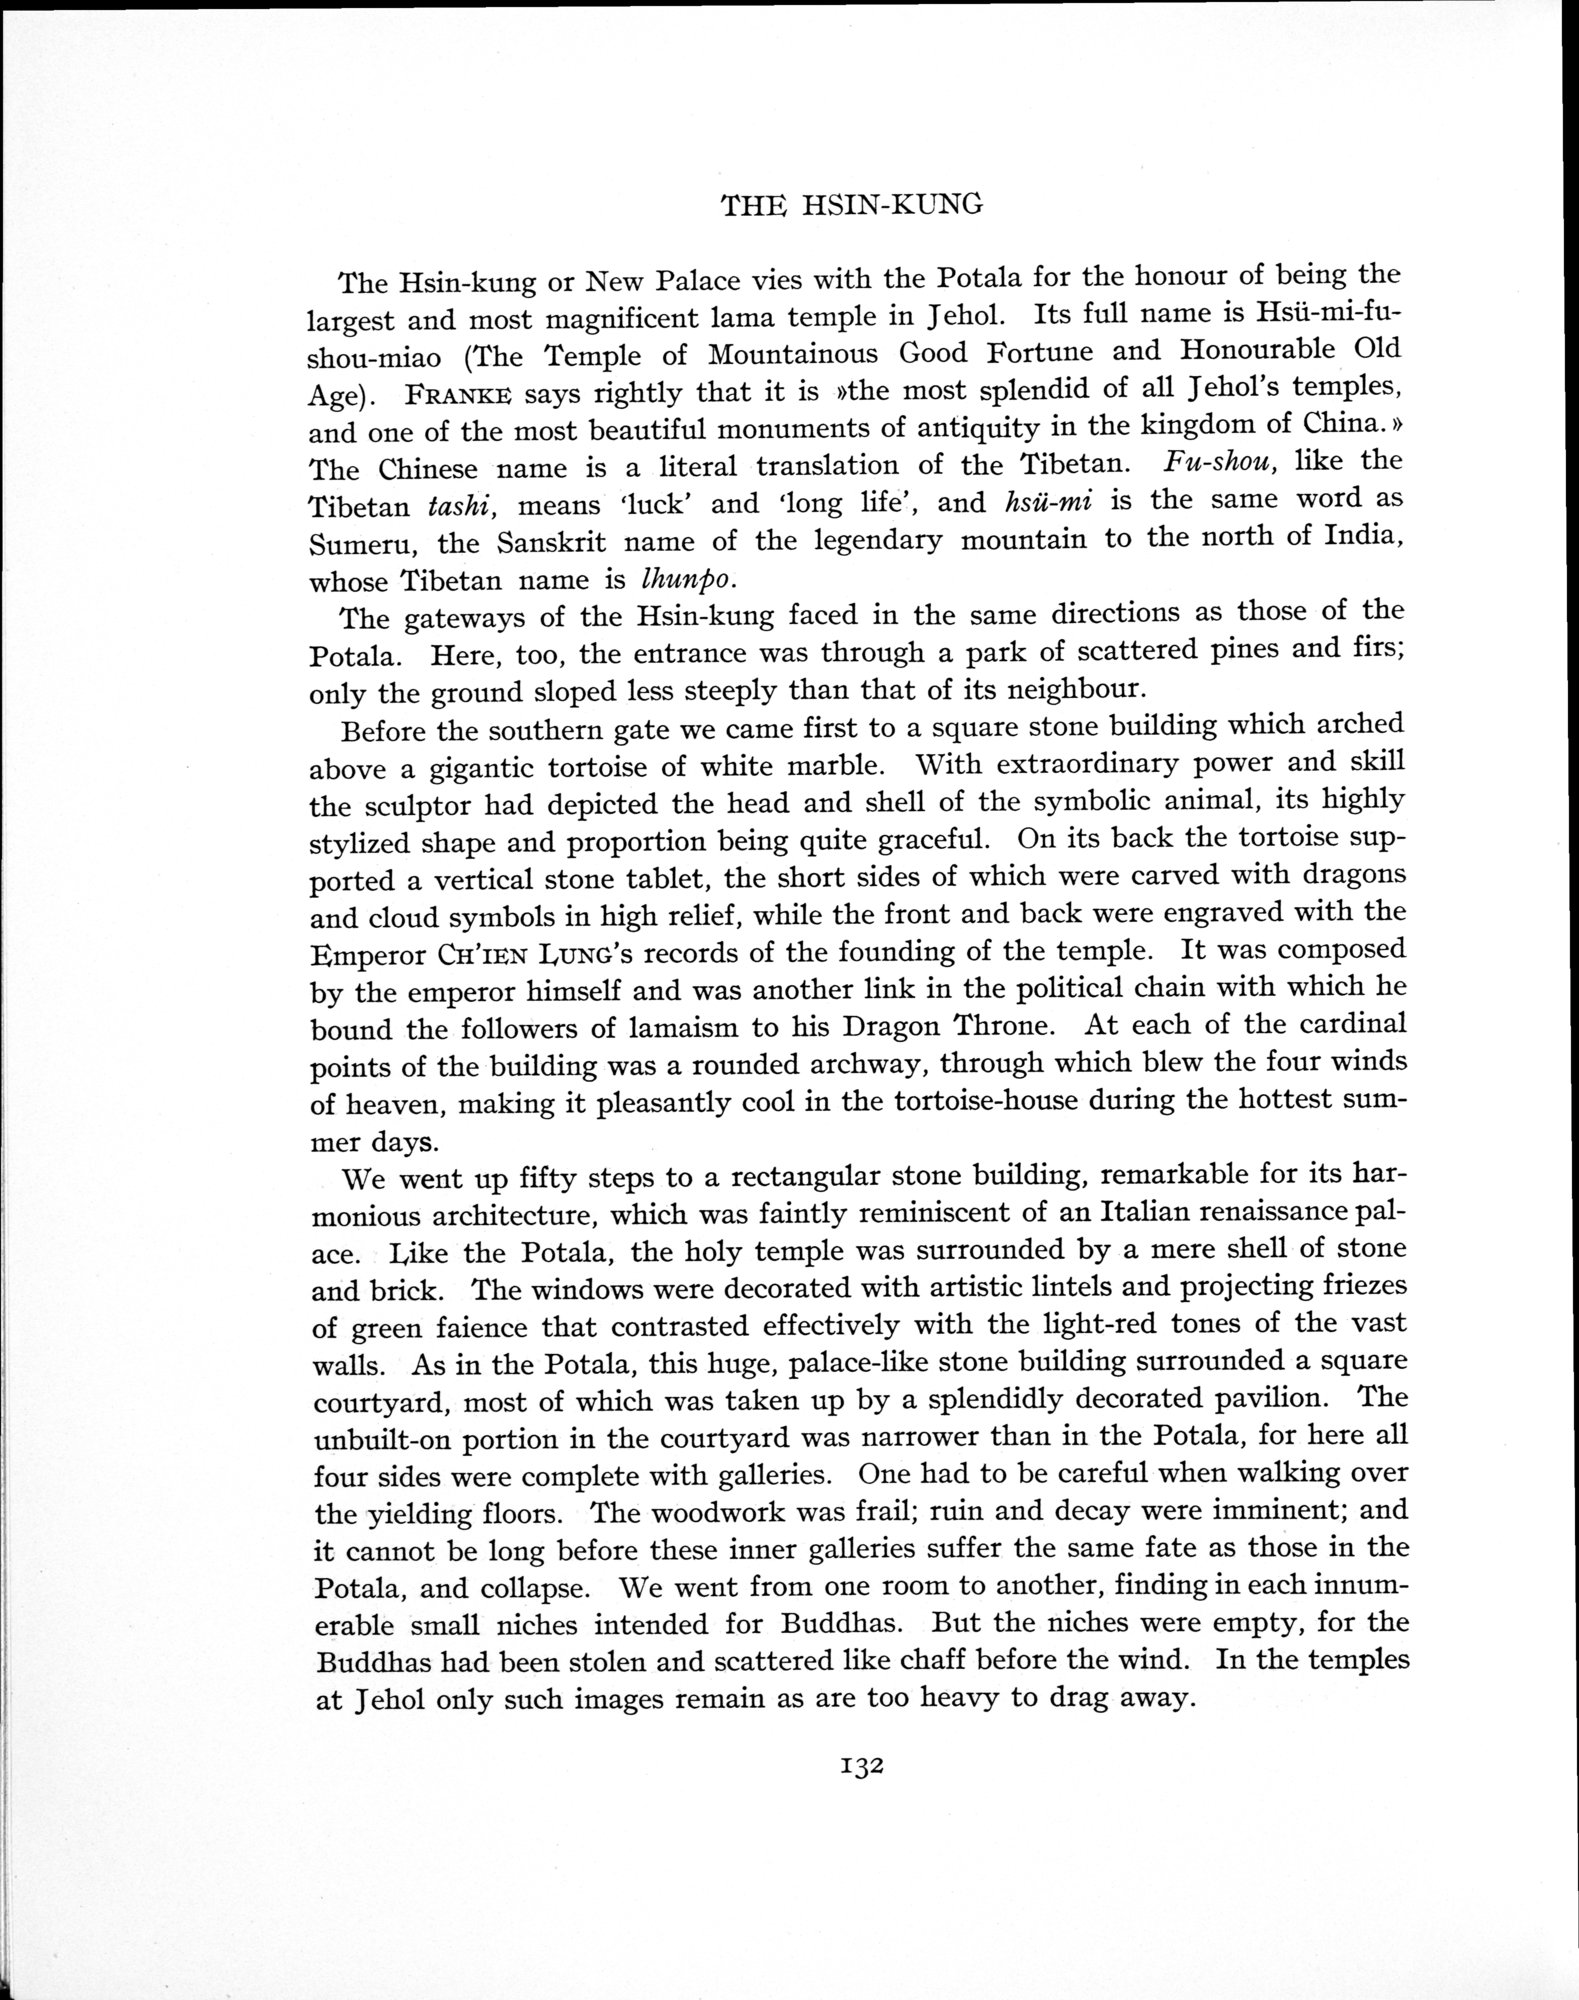 THE HSIN-KUNG
The Hsin-kung or New Palace vies with the Potala for the honour of being the
largest and most magnificent lama temple in Jehol. Its full name is Hsü-mi-fu-
shou-miao (The Temple of Mountainous Good Fortune and Honourable Old
Age). FRANKE says rightly that it is »the most splendid of all Jehol's temples,
and one of the most beautiful monuments of antiquity in the kingdom of China.»
The Chinese name is a literal translation of the Tibetan. Fu-shou, like the
Tibetan tashi, means ‘luck’ and ‘long life’, and hsü-mi is the same word as
Sumeru, the Sanskrit name of the legendary mountain to the north of India,
whose Tibetan name is lhunpo.
The gateways of the Hsin-kung faced in the same directions as those of the
Potala. Here, too, the entrance was through a park of scattered pines and firs;
only the ground sloped less steeply than that of its neighbour.
Before the southern gate we came first to a square stone building which arched
above a gigantic tortoise of white marble. With extraordinary power and skill
the sculptor had depicted the head and shell of the symbolic animal, its highly
stylized shape and proportion being quite graceful. On its back the tortoise sup-
ported a vertical stone tablet, the short sides of which were carved with dragons
and cloud symbols in high relief, while the front and back were engraved with the
Emperor CH'IEN LUNG's records of the founding of the temple. It was composed
by the emperor himself and was another link in the political chain with which he
bound the followers of lamaism to his Dragon Throne. At each of the cardinal
points of the building was a rounded archway, through which blew the four winds
of heaven, making it pleasantly cool in the tortoise-house during the hottest sum-
mer days.
We went up fifty steps to a rectangular stone building, remarkable for its har-
monious architecture, which was faintly reminiscent of an Italian renaissance pal-
ace. Like the Potala, the holy temple was surrounded by a mere shell of stone
and brick. The windows were decorated with artistic lintels and projecting friezes
of green faience that contrasted effectively with the light-red tones of the vast
walls. As in the Potala, this huge, palace-like stone building surrounded a square
courtyard, most of which was taken up by a splendidly decorated pavilion. The
unbuilt-on portion in the courtyard was narrower than in the Potala, for here all
four sides were complete with galleries. One had to be careful when walking over
the yielding floors. The woodwork was frail; ruin and decay were imminent; and
it cannot be long before these inner galleries suffer the same fate as those in the
Potala, and collapse. We went from one room to another, finding in each innum-
erable small niches intended for Buddhas. But the niches were empty, for the
Buddhas had been stolen and scattered like chaff before the wind. In the temples
at Jehol only such images remain as are too heavy to drag away.
132